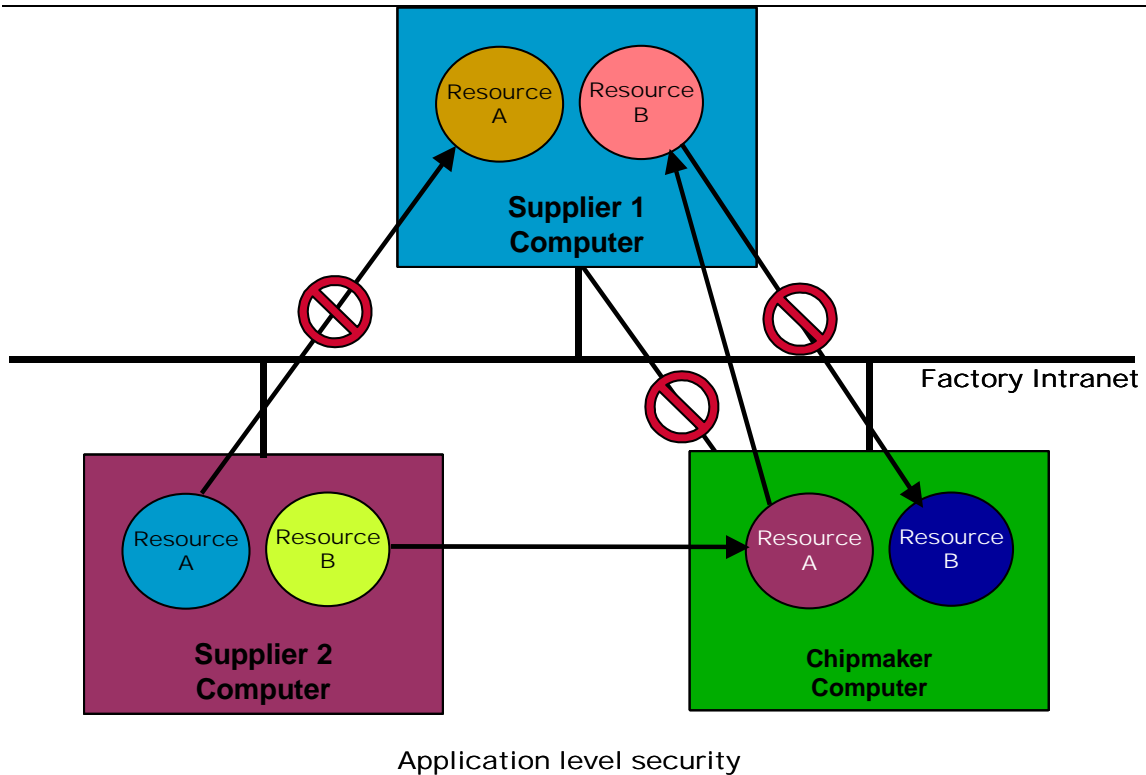 Resource
A
Resource
B
Supplier 1
Computer
Factory Intranet
Resource
A
Resource
B
Supplier 2
Computer
Resource
A
Resource
B
Chipmaker
Computer
Application level security